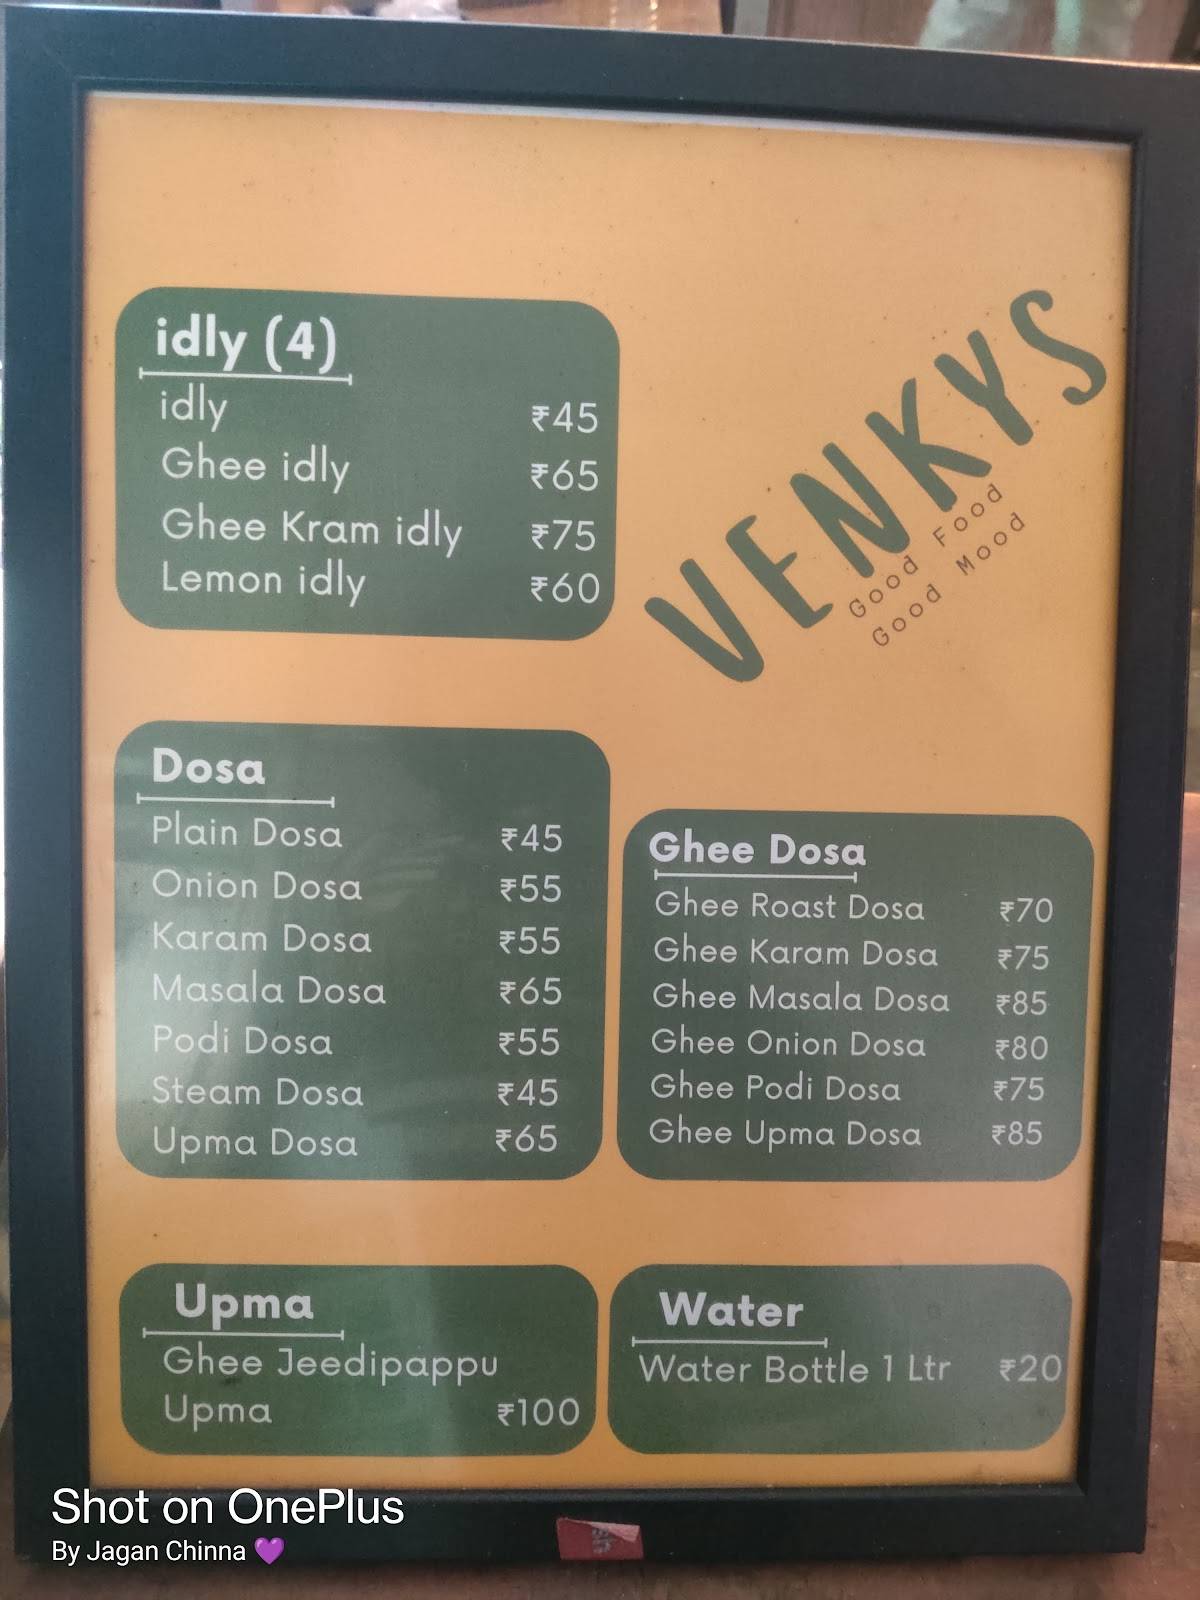 idly (4)
idly ₹45
Ghee idly ₹65
Ghee Kram idly ₹75
Lemon idly ₹60
VENKYS
Good Food
Good Mood
Dosa
Plain Dosa ₹45
Onion Dosa ₹55
Karam Dosa ₹55
Masala Dosa ₹65
Podi Dosa ₹55
Steam Dosa ₹45
Upma Dosa ₹65
Ghee Dosa
Ghee Roast Dosa ₹70
Ghee Karam Dosa ₹75
Ghee Masala Dosa ₹85
Ghee Onion Dosa ₹80
Ghee Podi Dosa ₹75
Ghee Upma Dosa ₹85
Upma
Ghee Jeedipappu
Upma ₹100
Water
Water Bottle 1 Ltr ₹20
Shot on OnePlus
By Jagan Chinna 💜